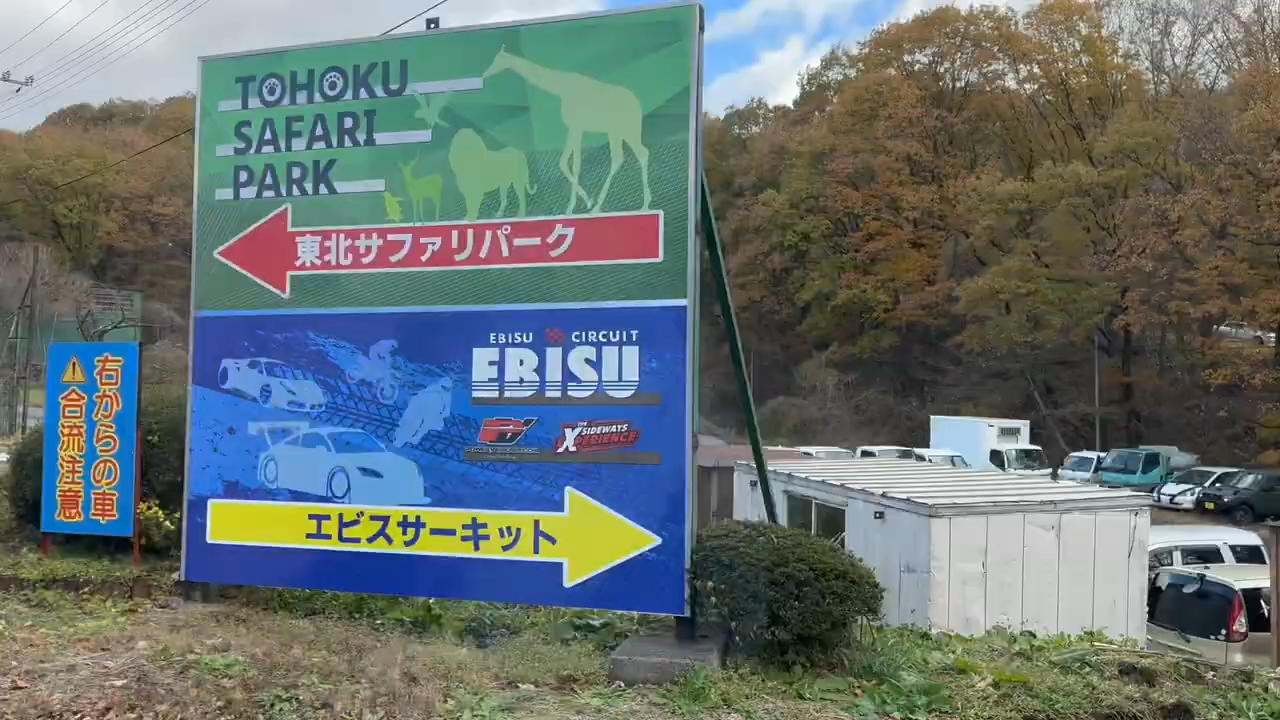 TOHOKU
SAFARI
PARK
東北サファリパーク
EBISU CIRCUIT
EBISU
THE
SIDEWAYS
XPERIENCE
エビスサーキット
右からの車
合流注意